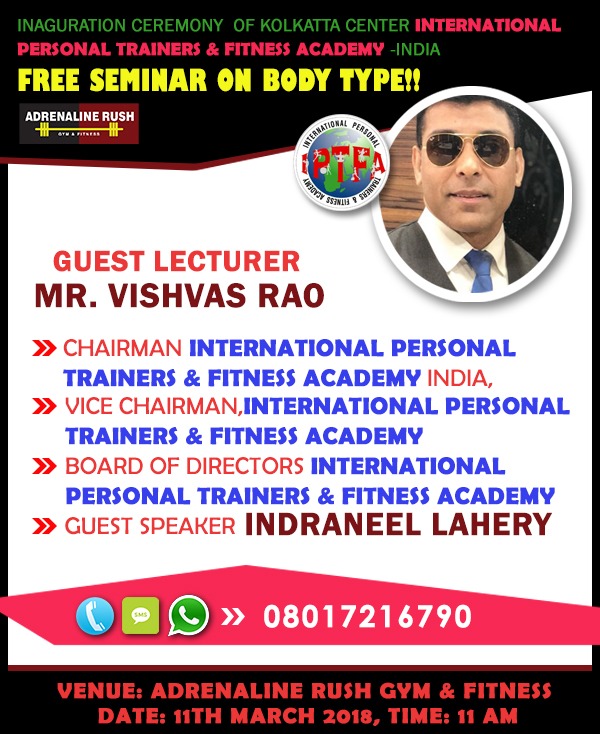 INAGURATION CEREMONY OF KOLKATTA CENTER INTERNATIONAL
PERSONAL TRAINERS & FITNESS ACADEMY -INDIA
FREE SEMINAR ON BODY TYPE!!
ADRENALINE RUSH
GYM & FITNESS
INTERNATIONAL PERSONAL
IPTFA
TRAINERS & FITNESS ACADEMY
GUEST LECTURER
MR. VISHVAS RAO
CHAIRMAN INTERNATIONAL PERSONAL
TRAINERS & FITNESS ACADEMY INDIA,
VICE CHAIRMAN,INTERNATIONAL PERSONAL
TRAINERS & FITNESS ACADEMY
BOARD OF DIRECTORS INTERNATIONAL
PERSONAL TRAINERS & FITNESS ACADEMY
GUEST SPEAKER INDRANEEL LAHERY
SMS
08017216790
VENUE: ADRENALINE RUSH GYM & FITNESS
DATE: 11TH MARCH 2018, TIME: 11 AM